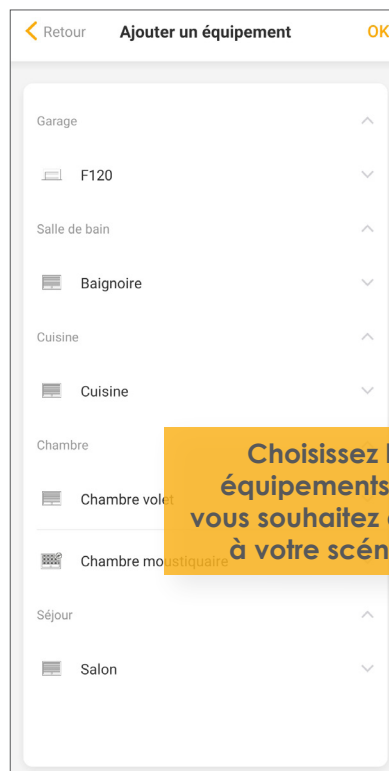 Retour Ajouter un équipement OK
Garage
F120
Salle de bain
Baignoire
Cuisine
Cuisine
Chambre
Choisissez
équipements
Chambre volet
vous souhaitez
à votre scén
Chambre moustiquaire
Séjour
Salon